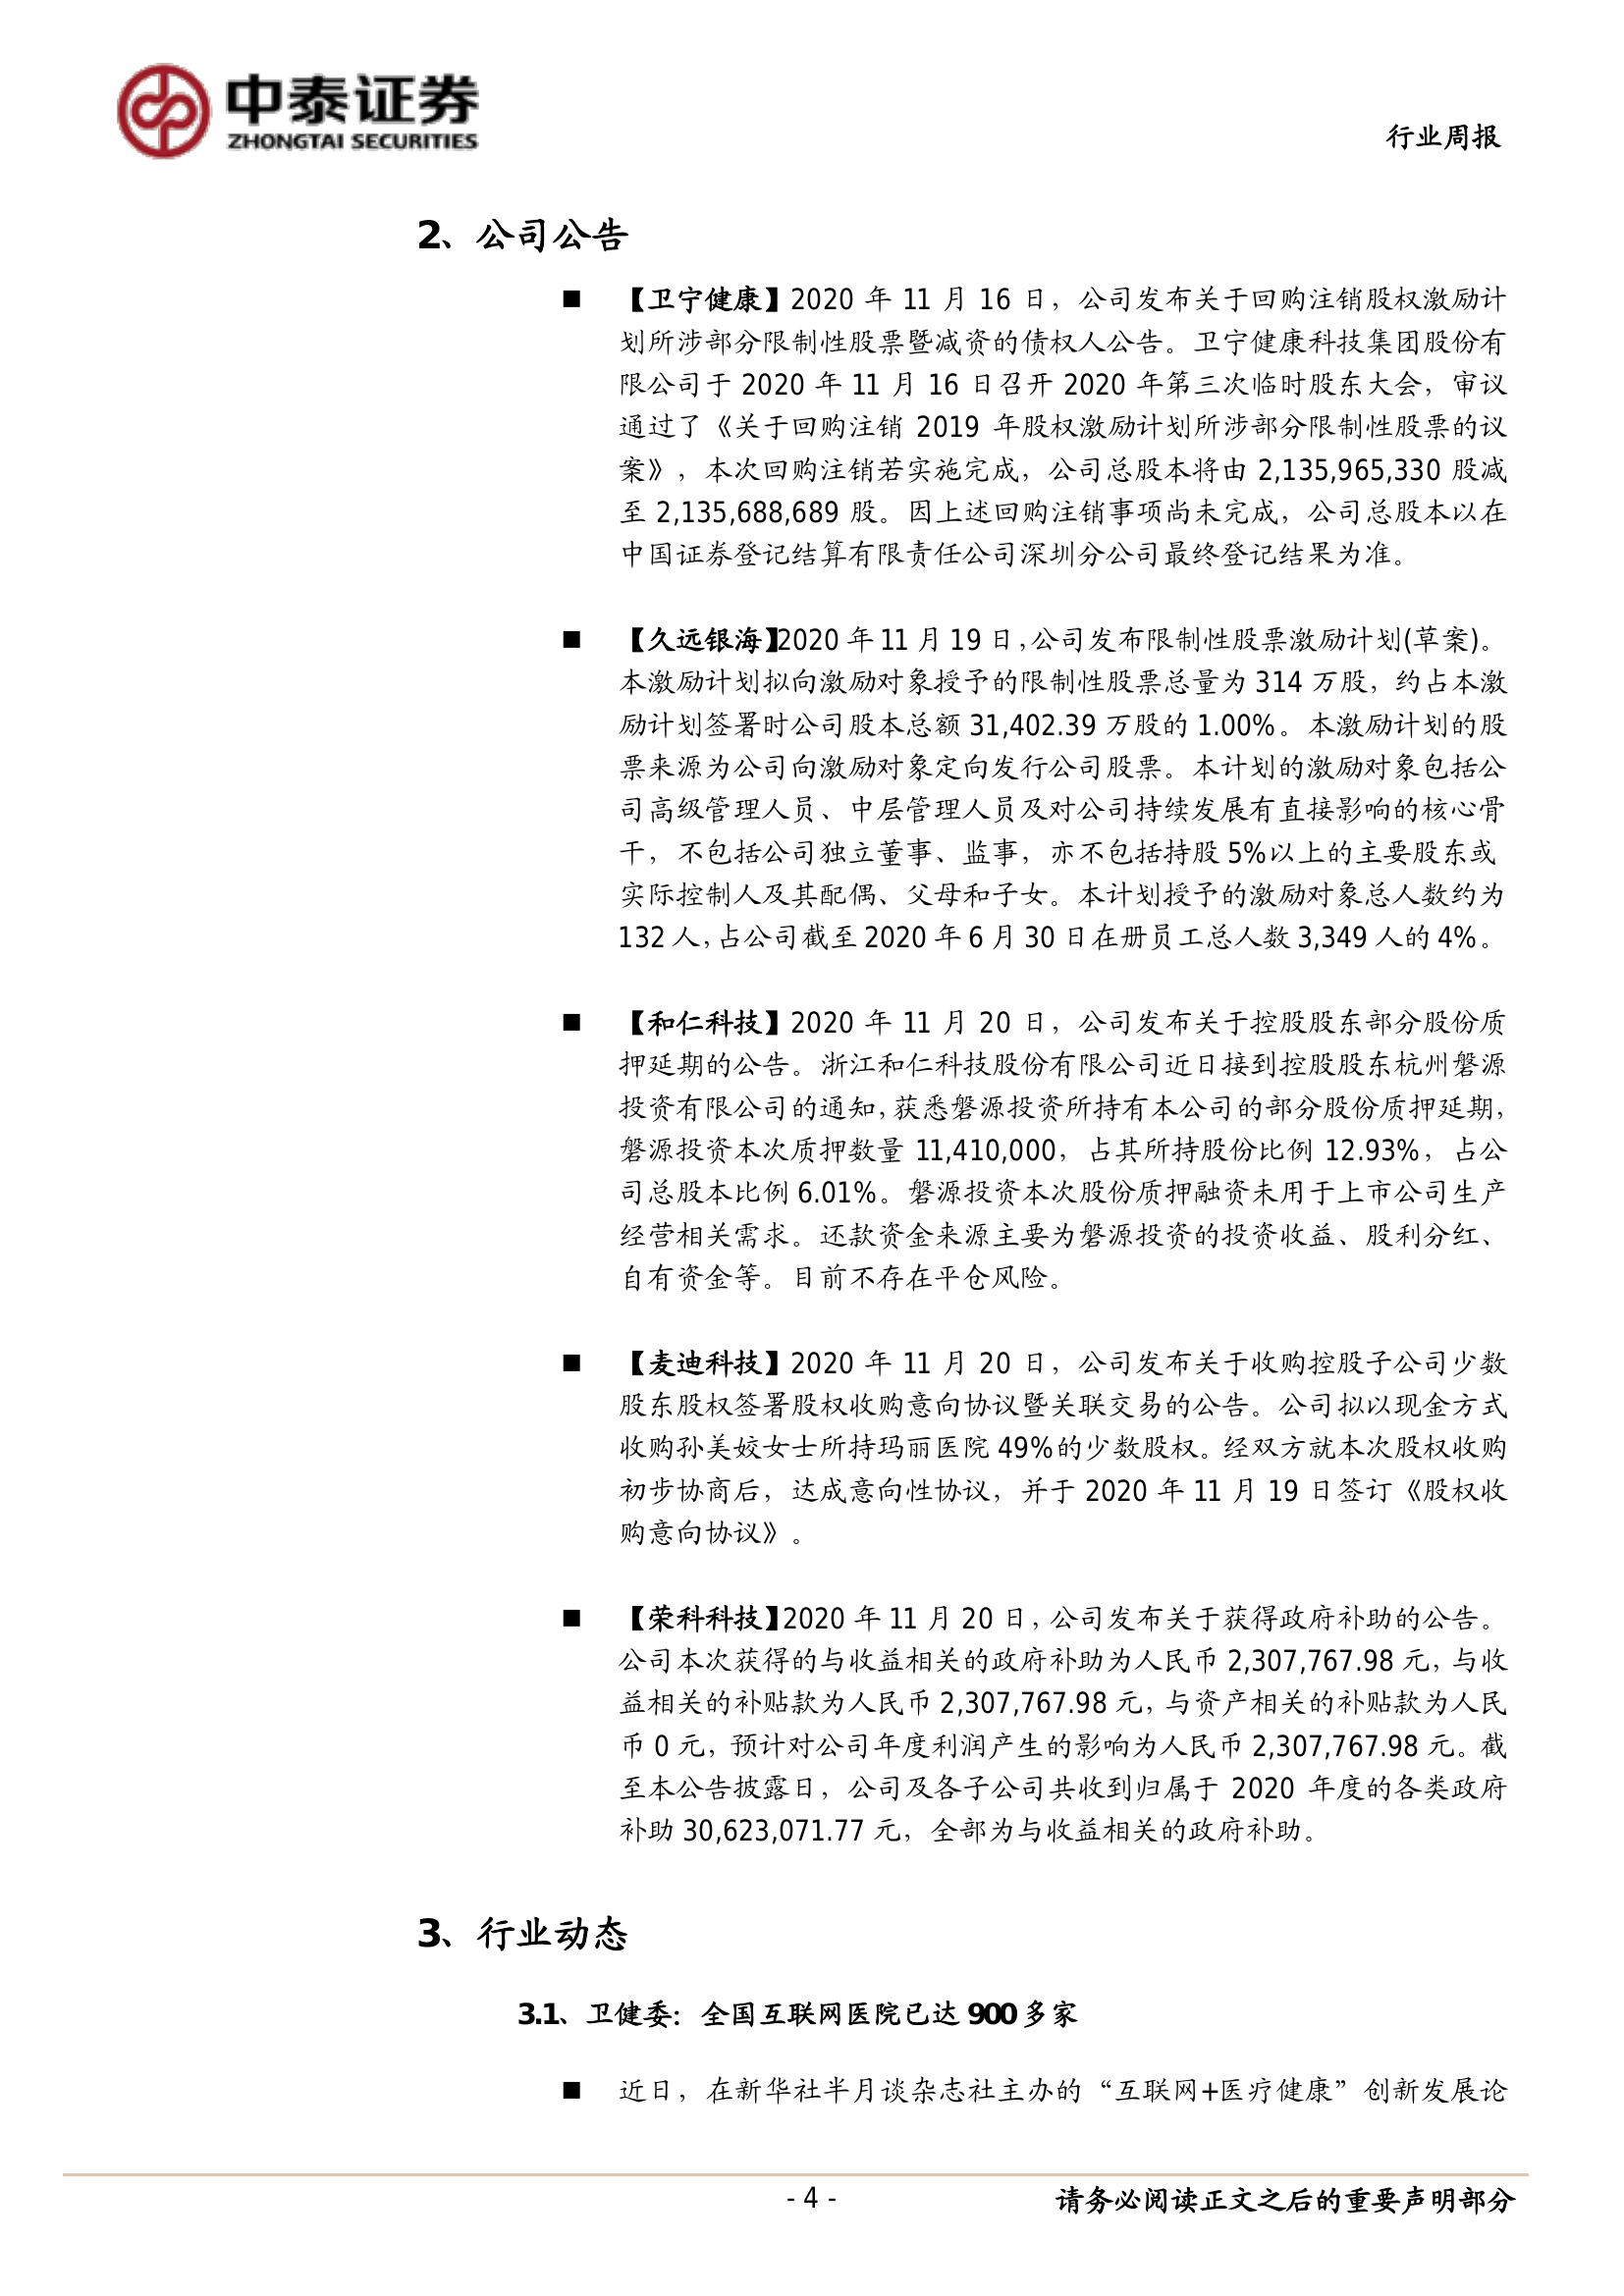 中泰证券
ZHONGTAI SECURITIES
行业周报
2、公司公告
■ 【卫宁健康】2020 年 11 月 16 日，公司发布关于回购注销股权激励计
划所涉部分限制性股票暨减资的债权人公告。卫宁健康科技集团股份有
限公司于 2020 年 11 月 16 日召开 2020 年第三次临时股东大会，审议
通过了《关于回购注销 2019 年股权激励计划所涉部分限制性股票的议
案》，本次回购注销若实施完成，公司总股本将由 2,135,965,330 股减
至 2,135,688,689 股。因上述回购注销事项尚未完成，公司总股本以在
中国证券登记结算有限责任公司深圳分公司最终登记结果为准。
■ 【久远银海】2020 年 11 月 19 日，公司发布限制性股票激励计划(草案)。
本激励计划拟向激励对象授予的限制性股票总量为 314 万股，约占本激
励计划签署时公司股本总额 31,402.39 万股的 1.00%。本激励计划的股
票来源为公司向激励对象定向发行公司股票。本计划的激励对象包括公
司高级管理人员、中层管理人员及对公司持续发展有直接影响的核心骨
干，不包括公司独立董事、监事，亦不包括持股 5%以上的主要股东或
实际控制人及其配偶、父母和子女。本计划授予的激励对象总人数约为
132 人，占公司截至 2020 年 6 月 30 日在册员工总人数 3,349 人的 4%。
■ 【和仁科技】2020 年 11 月 20 日，公司发布关于控股股东部分股份质
押延期的公告。浙江和仁科技股份有限公司近日接到控股股东杭州磐源
投资有限公司的通知，获悉磐源投资所持有本公司的部分股份质押延期，
磐源投资本次质押数量 11,410,000，占其所持股份比例 12.93%，占公
司总股本比例 6.01%。磐源投资本次股份质押融资未用于上市公司生产
经营相关需求。还款资金来源主要为磐源投资的投资收益、股利分红、
自有资金等。目前不存在平仓风险。
■ 【麦迪科技】2020 年 11 月 20 日，公司发布关于收购控股子公司少数
股东股权签署股权收购意向协议暨关联交易的公告。公司拟以现金方式
收购孙美姣女士所持玛丽医院 49%的少数股权。经双方就本次股权收购
初步协商后，达成意向性协议，并于 2020 年 11 月 19 日签订《股权收
购意向协议》。
■ 【荣科科技】2020 年 11 月 20 日，公司发布关于获得政府补助的公告。
公司本次获得的与收益相关的政府补助为人民币 2,307,767.98 元，与收
益相关的补贴款为人民币 2,307,767.98 元，与资产相关的补贴款为人民
币 0 元，预计对公司年度利润产生的影响为人民币 2,307,767.98 元。截
至本公告披露日，公司及各子公司共收到归属于 2020 年度的各类政府
补助 30,623,071.77 元，全部为与收益相关的政府补助。
3、行业动态
3.1、卫健委：全国互联网医院已达 900 多家
■ 近日，在新华社半月谈杂志社主办的“互联网+医疗健康”创新发展论
- 4 -
请务必阅读正文之后的重要声明部分